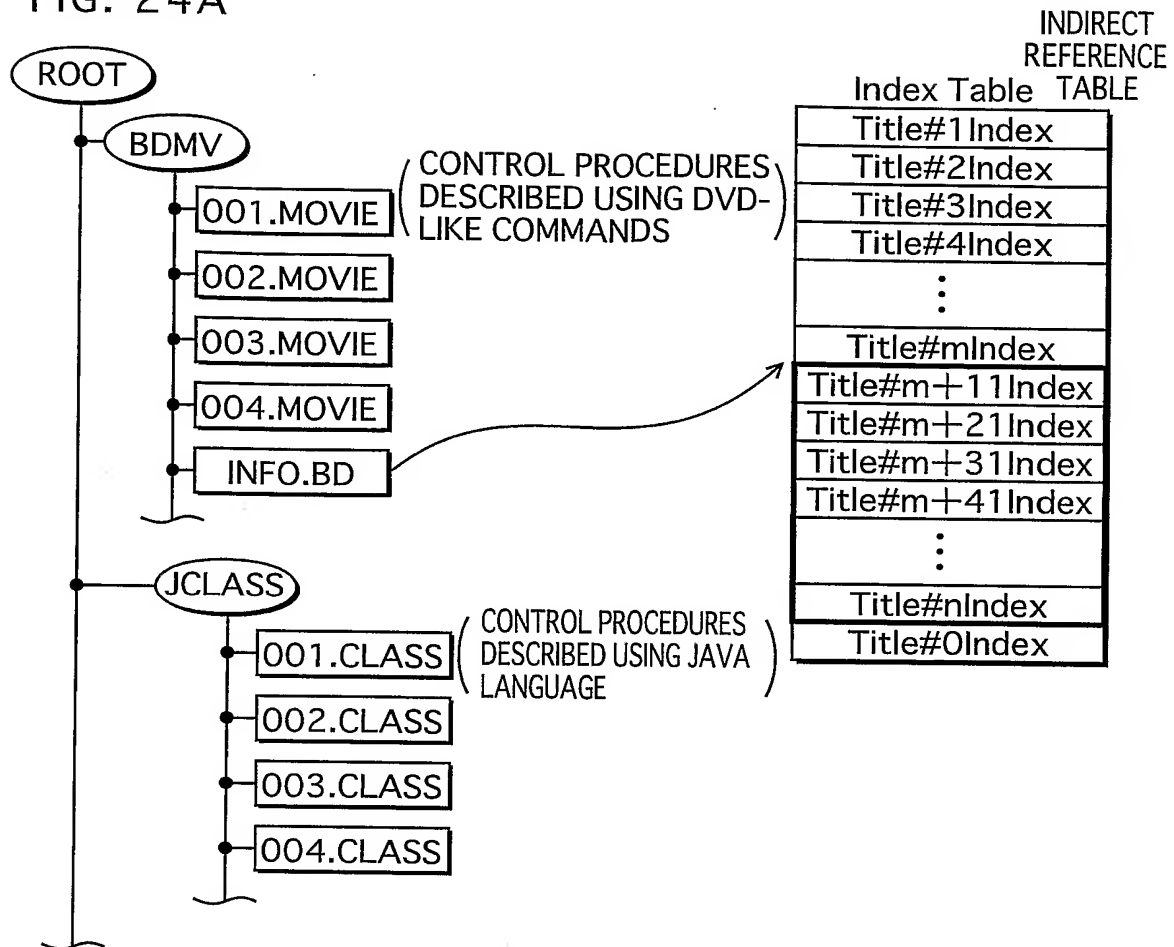 FIG. 24A
ROOT
BDMV
001.MOVIE
002.MOVIE
003.MOVIE
004.MOVIE
INFO.BD
(CONTROL PROCEDURES
DESCRIBED USING DVD-
LIKE COMMANDS)
JCLASS
001.CLASS
002.CLASS
003.CLASS
004.CLASS
(CONTROL PROCEDURES
DESCRIBED USING JAVA
LANGUAGE)
INDIRECT
REFERENCE
TABLE
Index Table
Title#1Index
Title#2Index
Title#3Index
Title#4Index
⋮
Title#mIndex
Title#m+11Index
Title#m+21Index
Title#m+31Index
Title#m+41Index
⋮
Title#nIndex
Title#0Index